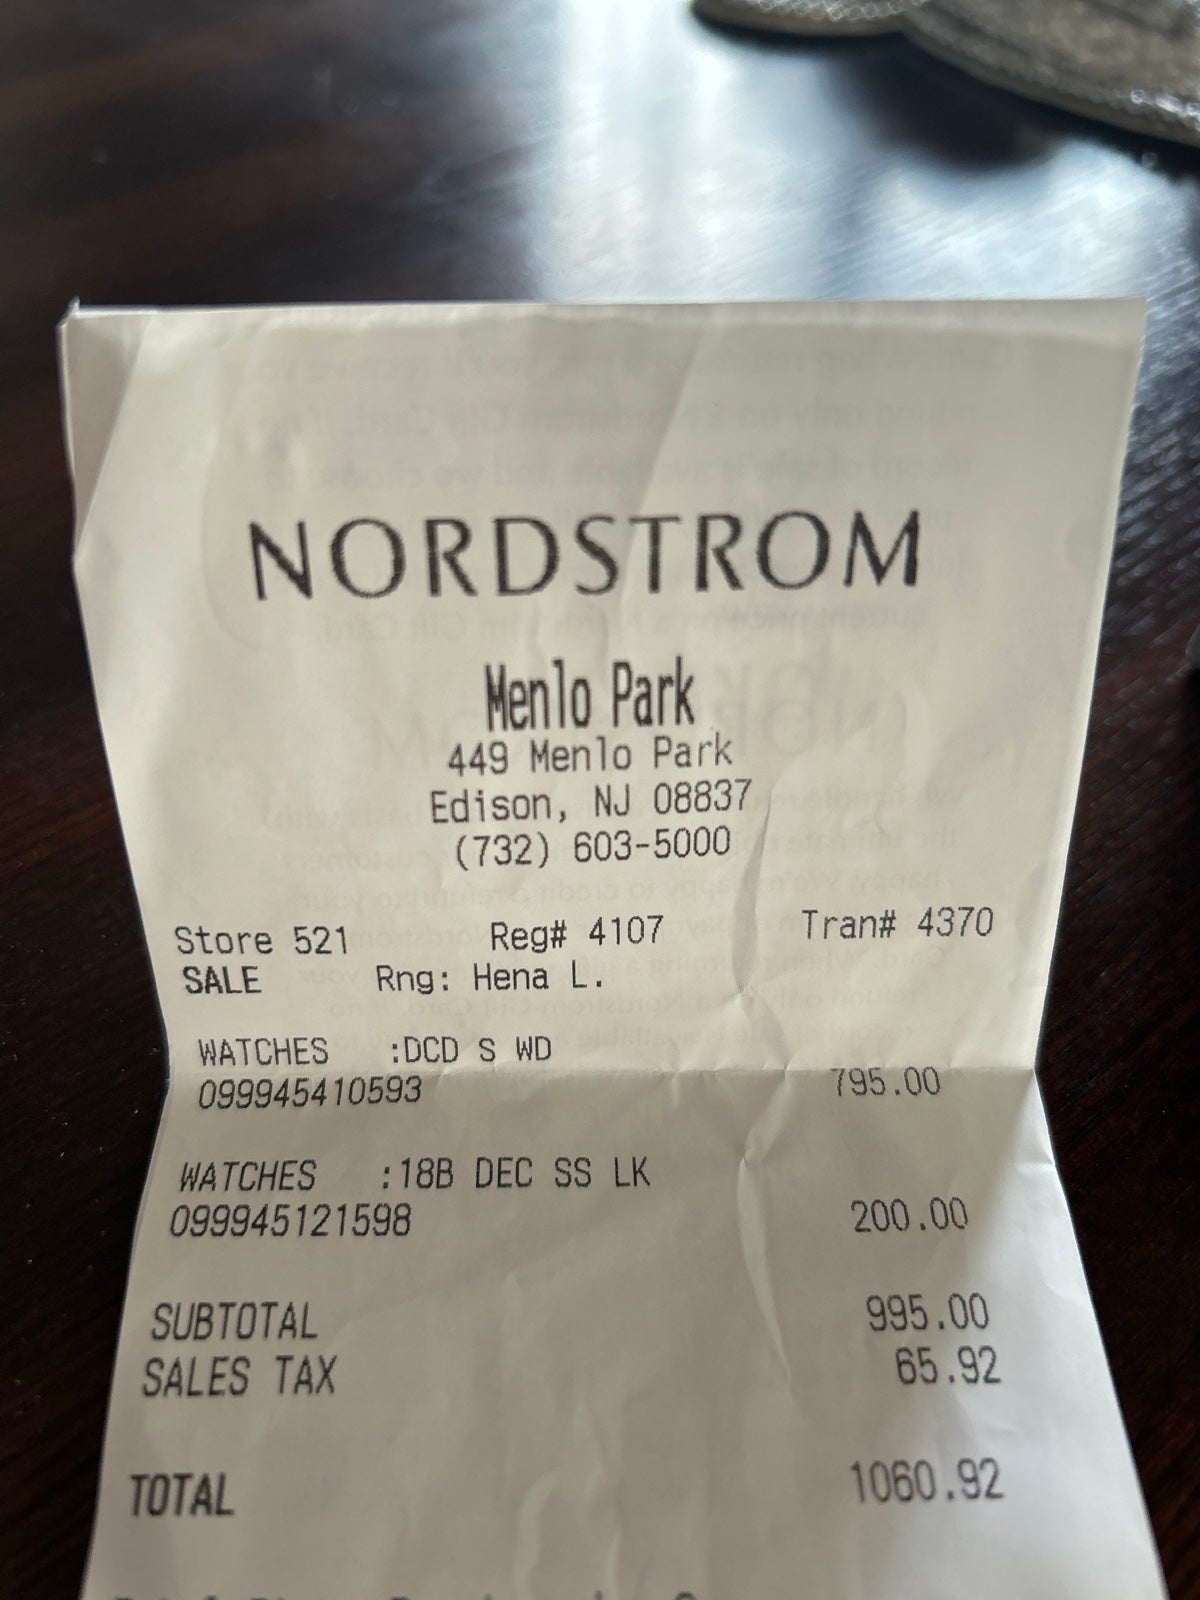 NORDSTROM
Menlo Park
449 Menlo Park
Edison, NJ 08837
(732) 603-5000
Store 521 Reg# 4107 Tran# 4370
SALE Rng: Hena L.
WATCHES :DCD S WD
099945410593 795.00
WATCHES :18B DEC SS LK
099945121598 200.00
SUBTOTAL 995.00
SALES TAX 65.92
TOTAL 1060.92